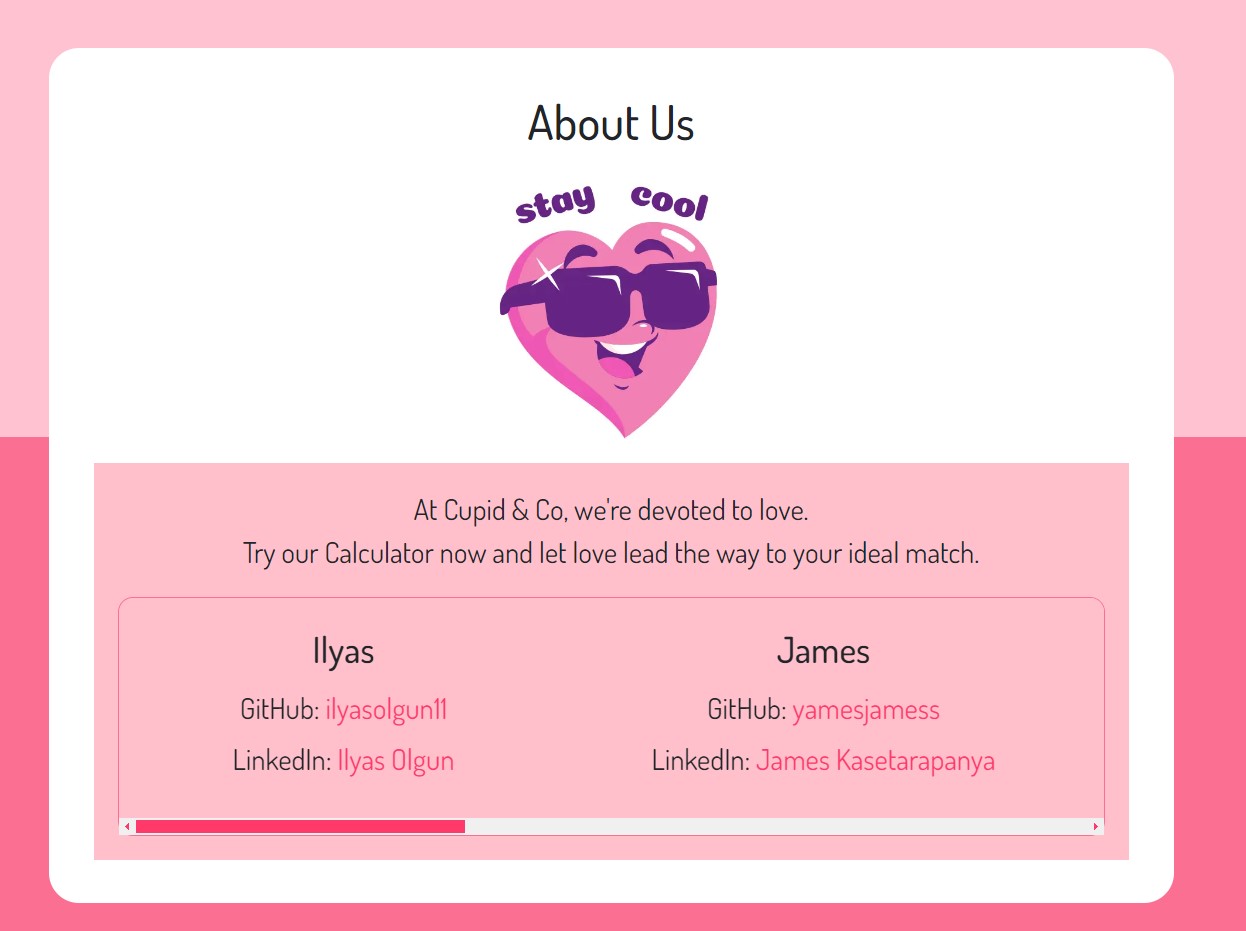 About Us
stay cool
At Cupid & Co, we're devoted to love.
Try our Calculator now and let love lead the way to your ideal match.
Ilyas
GitHub: ilyasolgun11
LinkedIn: Ilyas Olgun
James
GitHub: yamesjamess
LinkedIn: James Kasetarapanya